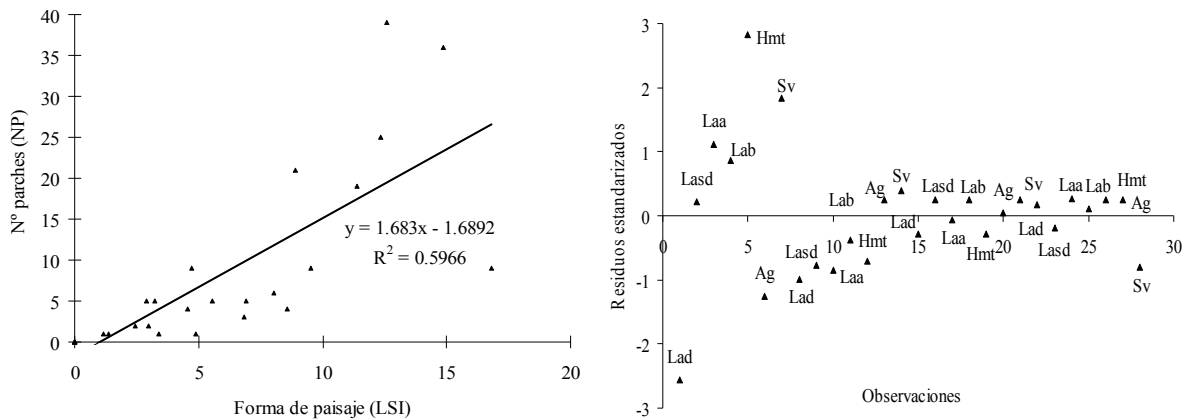 40
35
30
25
20
15
10
5
0
Nº parches (NP)
y = 1.683x - 1.6892
R² = 0.5966
0 5 10 15 20
Forma de paisaje (LSI)
3
2
1
0
-1
-2
-3
Residuos estandarizados
Hmt
Sv
Laa
Lab
Lasd
Lab
Ag
Sv
Lasd
Lab
Ag
Sv
Laa
Lab
Hmt
Ag
Lad
Laa
Hmt
Lad
Lasd
Hmt
Lasd
Laa
Ag
Lad
Sv
Lad
0 5 10 15 20 25 30
Observaciones